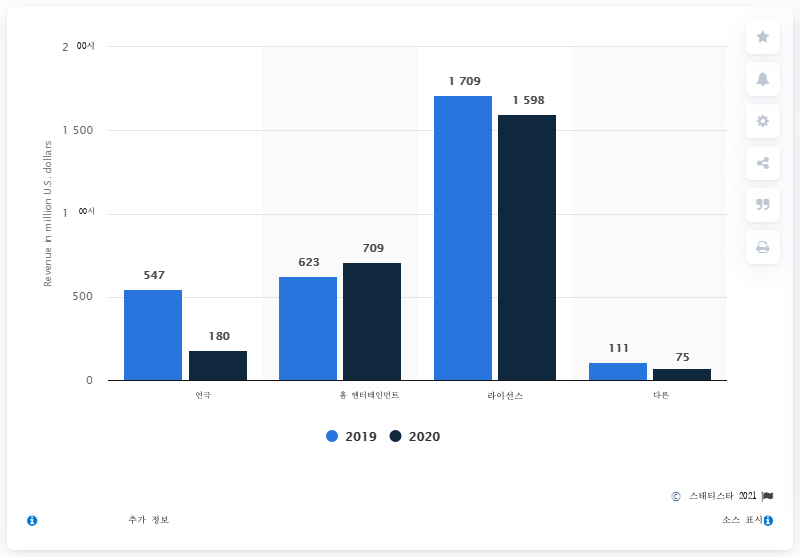 2 00시
1 709
1 598
1 500
1 00시
709
623
547
500
180
111
75
0
Revenue in million U.S. dollars
연극 홈 엔터테인먼트 라이선스 다른
2019 2020
© 스태티스타 2021
추가 정보 소스 표시